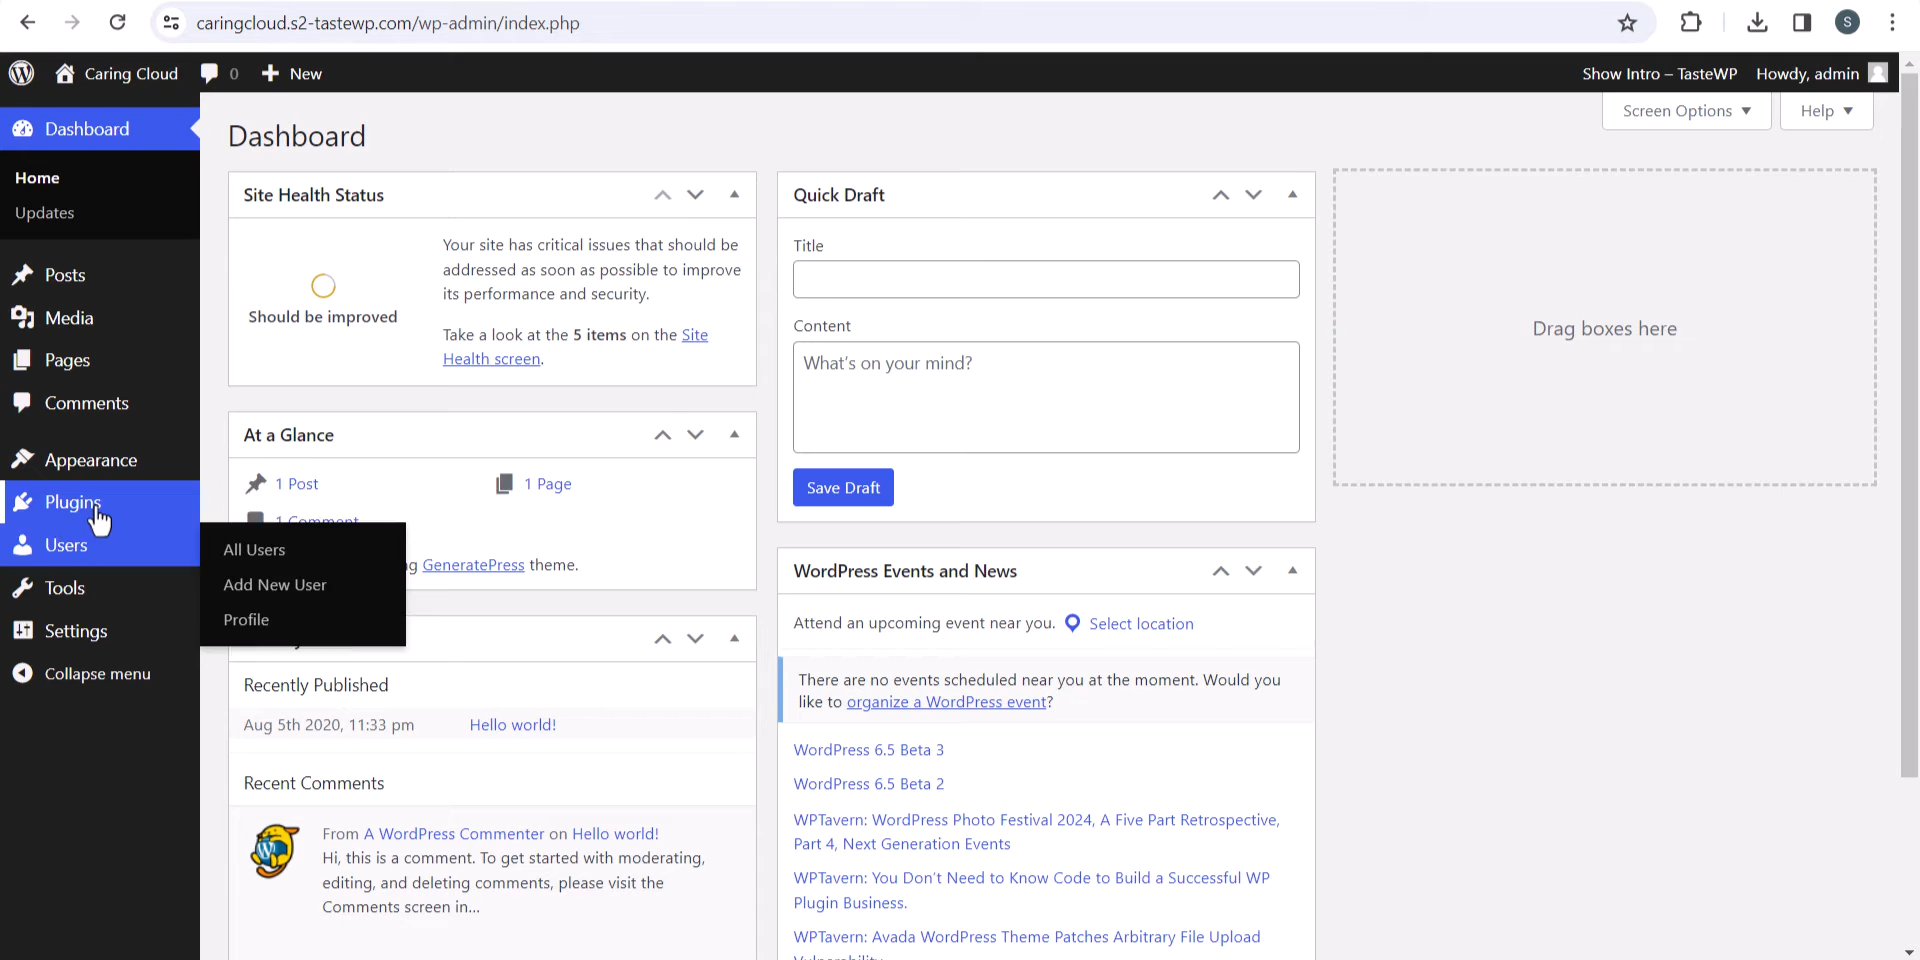 caringcloud.s2-tastewp.com/wp-admin/index.php
S
Caring Cloud
0
New
Show Intro – TasteWP
Howdy, admin
Dashboard
Home
Updates
Posts
Media
Pages
Comments
Appearance
Plugins
Users
Tools
Settings
Collapse menu
All Users
Add New User
Profile
Screen Options
Help
Dashboard
Site Health Status
Should be improved
Your site has critical issues that should be
addressed as soon as possible to improve
its performance and security.
Take a look at the 5 items on the Site
Health screen.
At a Glance
1 Post
1 Page
1 Comment
GeneratePress theme.
Recently Published
Aug 5th 2020, 11:33 pm
Hello world!
Recent Comments
From A WordPress Commenter on Hello world!
Hi, this is a comment. To get started with moderating,
editing, and deleting comments, please visit the
Comments screen in…
Quick Draft
Title
Content
What's on your mind?
Save Draft
WordPress Events and News
Attend an upcoming event near you.
Select location
There are no events scheduled near you at the moment. Would you
like to organize a WordPress event?
WordPress 6.5 Beta 3
WordPress 6.5 Beta 2
WPTavern: WordPress Photo Festival 2024, A Five Part Retrospective,
Part 4, Next Generation Events
WPTavern: You Don't Need to Know Code to Build a Successful WP
Plugin Business.
WPTavern: Avada WordPress Theme Patches Arbitrary File Upload
Drag boxes here